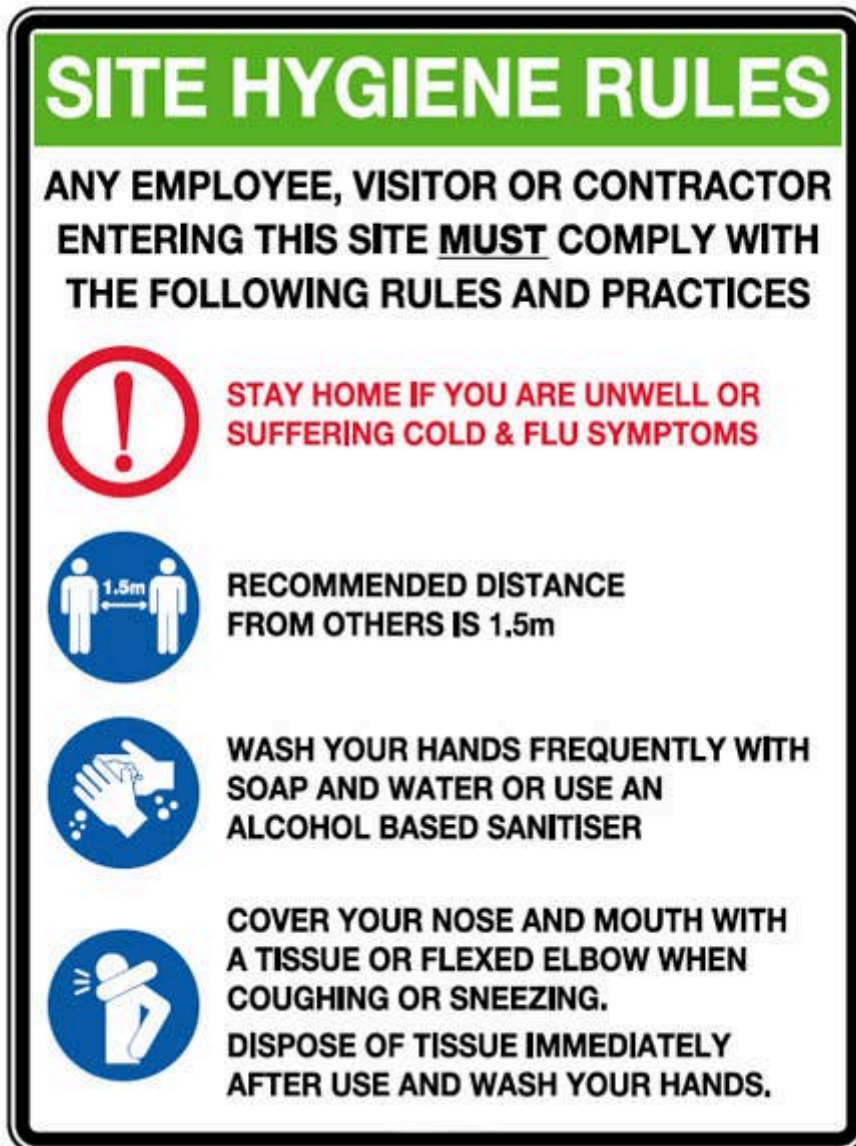 SITE HYGIENE RULES
ANY EMPLOYEE, VISITOR OR CONTRACTOR
ENTERING THIS SITE MUST COMPLY WITH
THE FOLLOWING RULES AND PRACTICES
STAY HOME IF YOU ARE UNWELL OR
SUFFERING COLD & FLU SYMPTOMS
1.5m
RECOMMENDED DISTANCE
FROM OTHERS IS 1.5m
WASH YOUR HANDS FREQUENTLY WITH
SOAP AND WATER OR USE AN
ALCOHOL BASED SANITISER
COVER YOUR NOSE AND MOUTH WITH
A TISSUE OR FLEXED ELBOW WHEN
COUGHING OR SNEEZING.
DISPOSE OF TISSUE IMMEDIATELY
AFTER USE AND WASH YOUR HANDS.